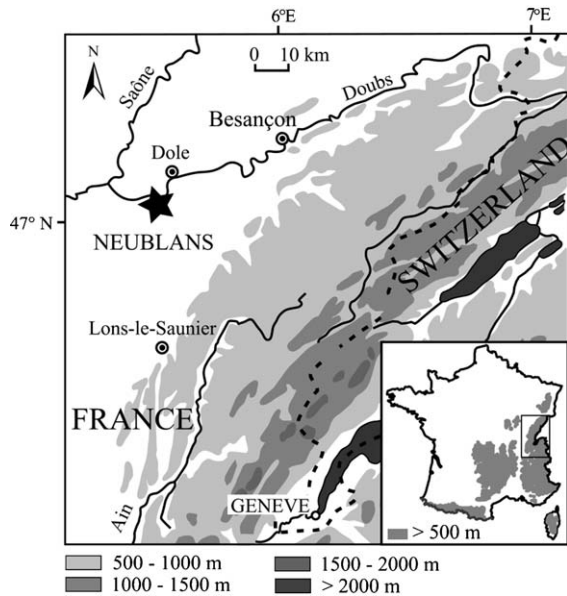 6°E
7°E
N
0 10 km
Saône
Doubs
Besançon
Dole
47° N
NEUBLANS
SWITZERLAND
Lons-le-Saunier
FRANCE
Ain
GENEVE
> 500 m
500 - 1000 m
1500 - 2000 m
1000 - 1500 m
> 2000 m